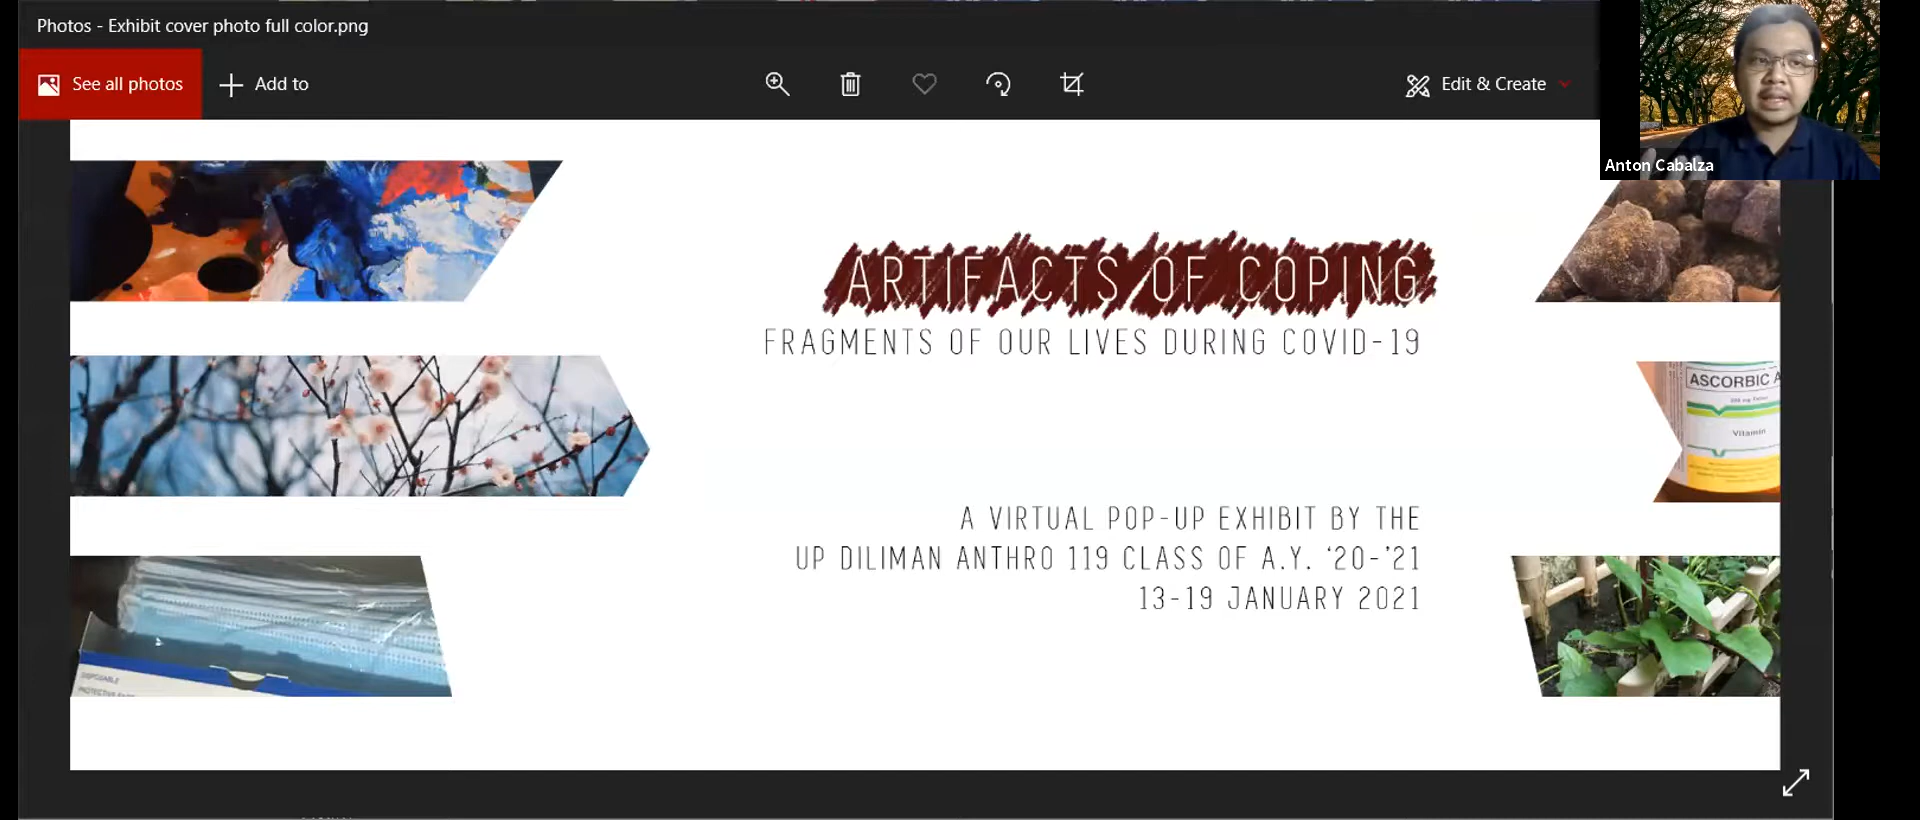 Photos - Exhibit cover photo full color.png
See all photos
Add to
Edit & Create
Anton Cabalza
ARTIFACTS OF COPING
FRAGMENTS OF OUR LIVES DURING COVID-19
ASCORBIC A
Vitamin
A VIRTUAL POP-UP EXHIBIT BY THE
UP DILIMAN ANTHRO 119 CLASS OF A.Y. ‘20-’21
13-19 JANUARY 2021
DISPOSABLE